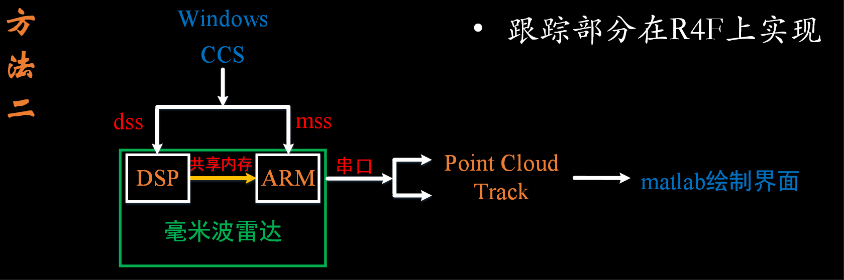 方法二
Windows
CCS
• 跟踪部分在R4F上实现
dss
mss
DSP
共享内存
ARM
串口
Point Cloud
Track
matlab绘制界面
毫米波雷达